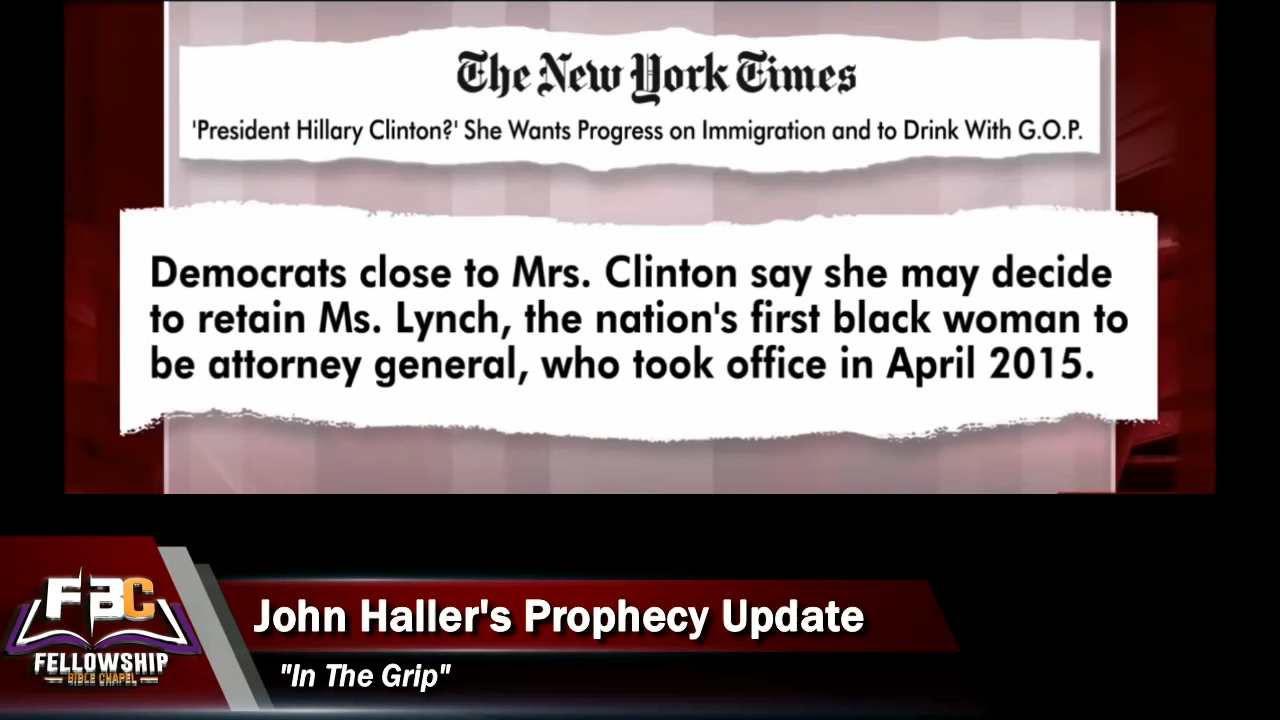 The New York Times
'President Hillary Clinton?' She Wants Progress on Immigration and to Drink With G.O.P.
Democrats close to Mrs. Clinton say she may decide
to retain Ms. Lynch, the nation's first black woman to
be attorney general, who took office in April 2015.
FBC
FELLOWSHIP
BIBLE CHAPEL
John Haller's Prophecy Update
"In The Grip"